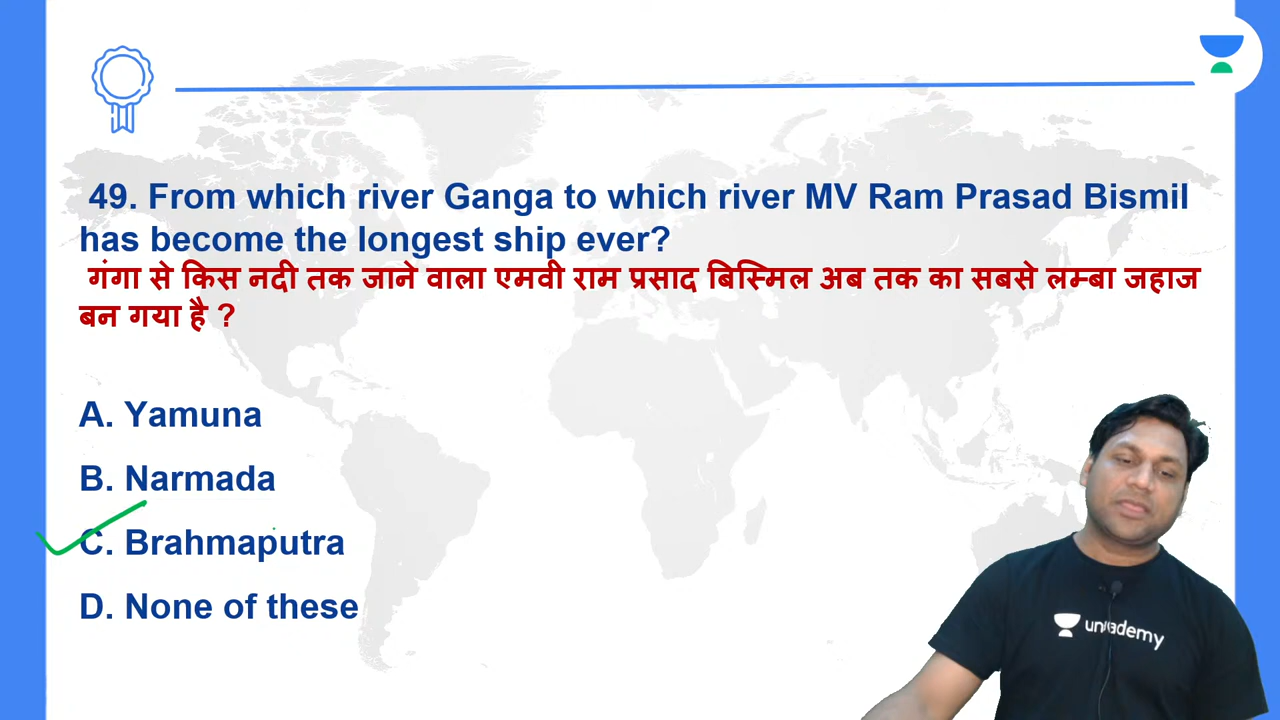 49. From which river Ganga to which river MV Ram Prasad Bismil
has become the longest ship ever?
गंगा से किस नदी तक जाने वाला एमवी राम प्रसाद बिस्मिल अब तक का सबसे लम्बा जहाज
बन गया है ?
A. Yamuna
B. Narmada
C. Brahmaputra
D. None of these
unacademy